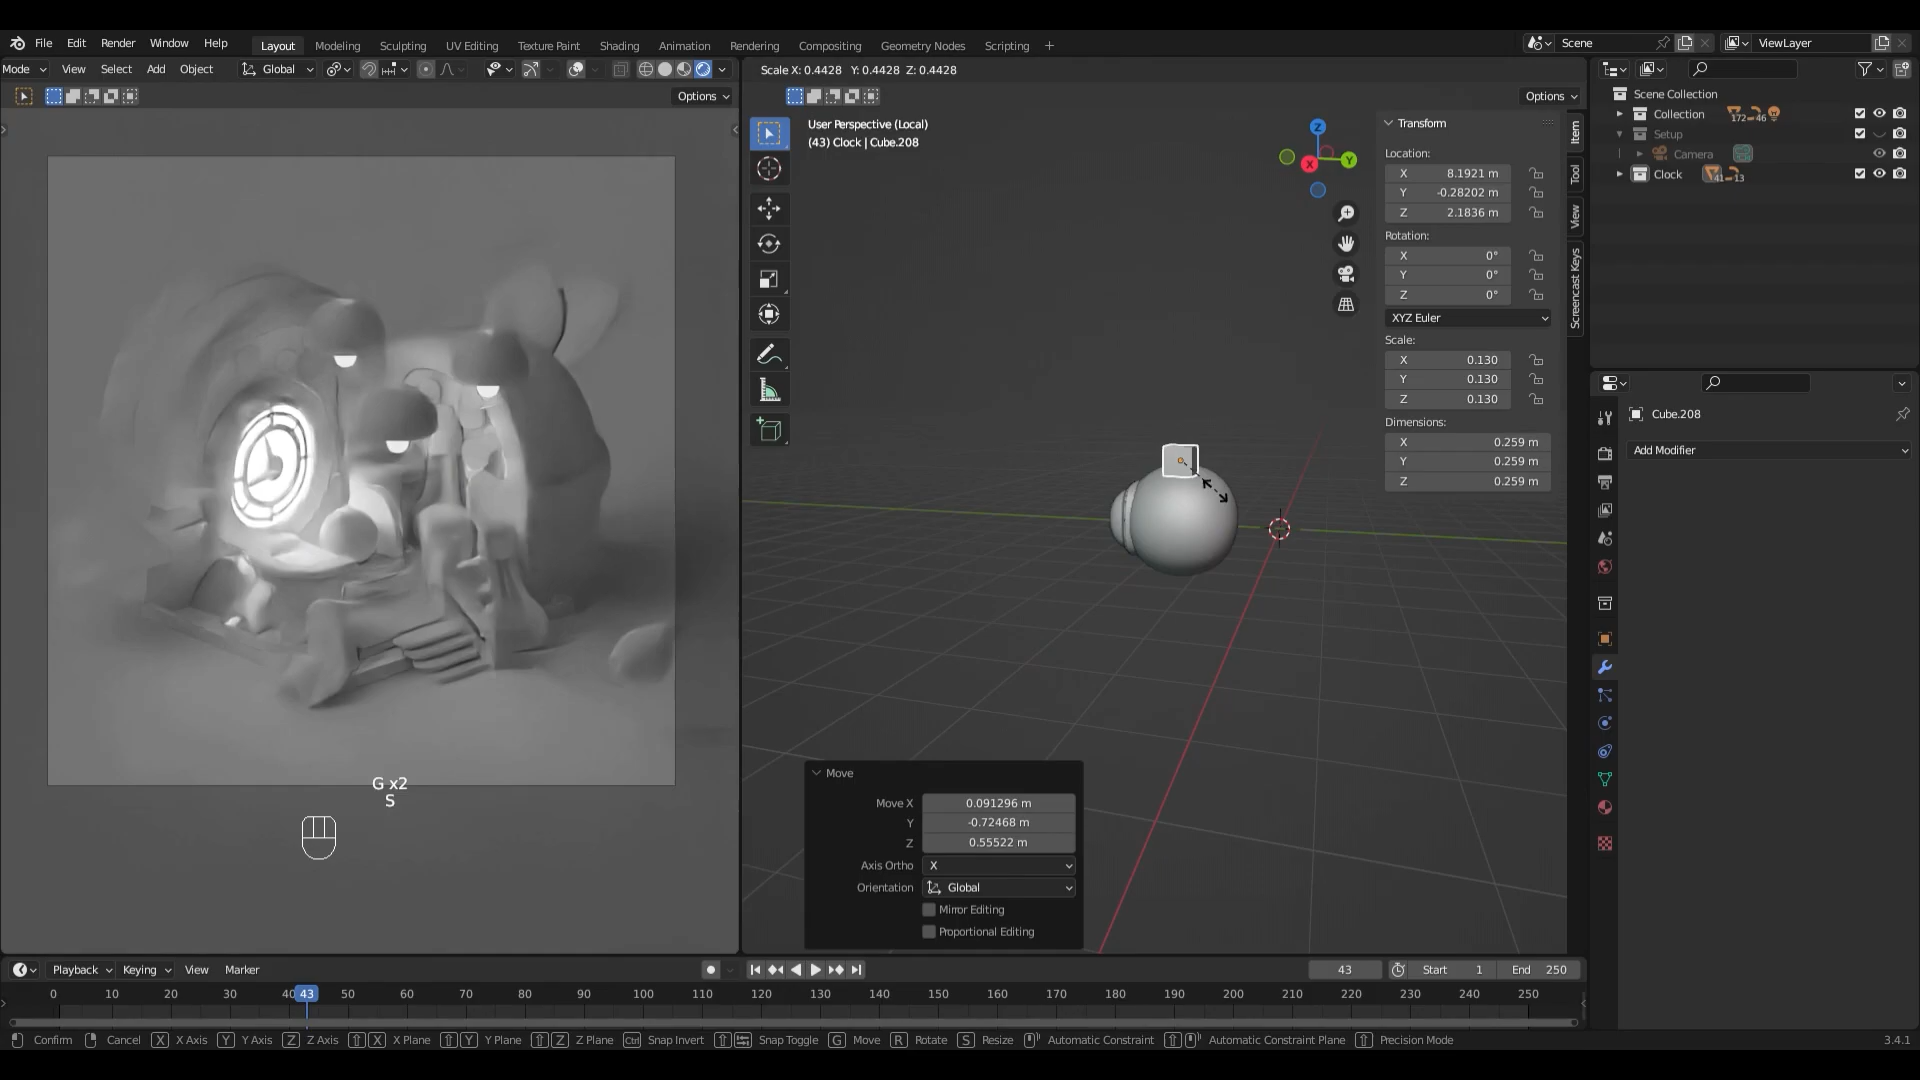 File Edit Render Window Help
Layout Modeling Sculpting UV Editing Texture Paint Shading Animation Rendering Compositing Geometry Nodes Scripting +
Scene
ViewLayer
Mode View Select Add Object
Global
Scale X: 0.4428 Y: 0.4428 Z: 0.4428
Options
Options
User Perspective (Local)
(43) Clock | Cube.208
Z
Y
X
Transform
Location:
X 8.1921 m
Y -0.28202 m
Z 2.1836 m
Rotation:
X 0°
Y 0°
Z 0°
XYZ Euler
Scale:
X 0.130
Y 0.130
Z 0.130
Dimensions:
X 0.259 m
Y 0.259 m
Z 0.259 m
Item
Tool
View
Screencast Keys
Scene Collection
Collection 172 46
Setup
Camera
Clock 41 13
Cube.208
Add Modifier
G x2
S
Move
Move X 0.091296 m
Y -0.72468 m
Z 0.55522 m
Axis Ortho X
Orientation Global
Mirror Editing
Proportional Editing
Playback Keying View Marker
43
Start 1
End 250
0 10 20 30 40 43 50 60 70 80 90 100 110 120 130 140 150 160 170 180 190 200 210 220 230 240 250
Confirm Cancel X X Axis Y Y Axis Z Z Axis X X Plane Y Y Plane Z Z Plane Ctrl Snap Invert Snap Toggle G Move R Rotate S Resize Automatic Constraint Automatic Constraint Plane Precision Mode
3.4.1